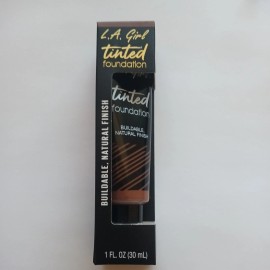 L.A. Girl
tinted
foundation
tinted
foundation
BUILDABLE,
NATURAL FINISH
BUILDABLE, NATURAL FINISH
1 FL. OZ (30 mL)